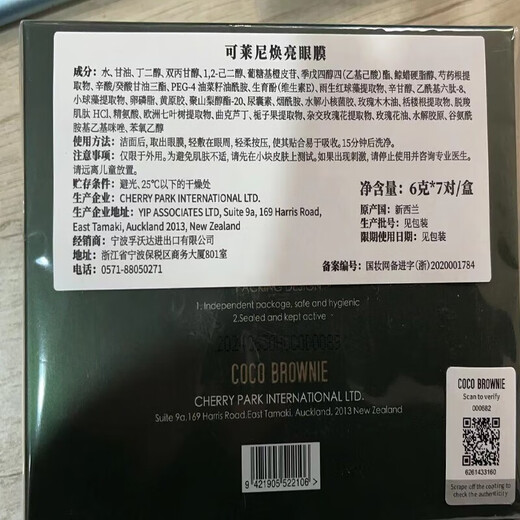 可莱尼焕亮眼膜
成分：水、甘油、丁二醇、双丙甘醇、1,2-己二醇、葡糖基橙皮苷、季戊四醇四(乙基己酸)酯、鲸蜡硬脂醇、芍药根提
取物、辛酸/癸酸甘油三酯、PEG-4 油菜籽油酰胺、生育酚(维生素E)、雨生红球藻提取物、辛甘醇、乙酰基六肽-8、
小球藻提取物、卵磷脂、黄原胶、聚山梨醇酯-20、尿囊素、烟酰胺、水解小核菌胶、玫瑰木木油、栝楼根提取物、脱羧
肌肽 HCl、精氨酸、欧洲七叶树提取物、曲克芦丁、栀子果提取物、杂交玫瑰花提取物、玫瑰花油、水解胶原、谷氨酰
胺基乙基咪唑、苯氧乙醇
使用方法：洁面后，取出眼膜，轻敷在眼周，轻柔按压，使其贴合易于吸收。15分钟后洗净。
注意事项：仅限于外用。为避免肌肤不适，请先在小块皮肤上测试。如果出现刺激，请停止使用并咨询专业医生。
请远离儿童放置。
贮存条件：避光，25℃以下的干燥处
生产企业：CHERRY PARK INTERNATIONAL LTD.
生产企业地址：YIP ASSOCIATES LTD, Suite 9a, 169 Harris Road,
East Tamaki, Auckland 2013, New Zealand
经销商：宁波孚沃达进出口有限公司
地址：浙江省宁波保税区商务大厦801室
电话：0571-88050271
净含量：6克*7对/盒
原产国：新西兰
生产批号：见包装
限期使用日期：见包装
备案编号：国妆网备进字(浙)2020001784
1. Independent package, safe and hygienic
2.Sealed and kept active
COCO BROWNIE
CHERRY PARK INTERNATIONAL LTD.
Suite 9a,169 Harris Road.East Tamaki. Auckland, 2013 New Zealand
9 421905 522106 >
COCO BROWNIE
Scan to verify
000682
6261433160
Scrape off the coating to
check the authenticity